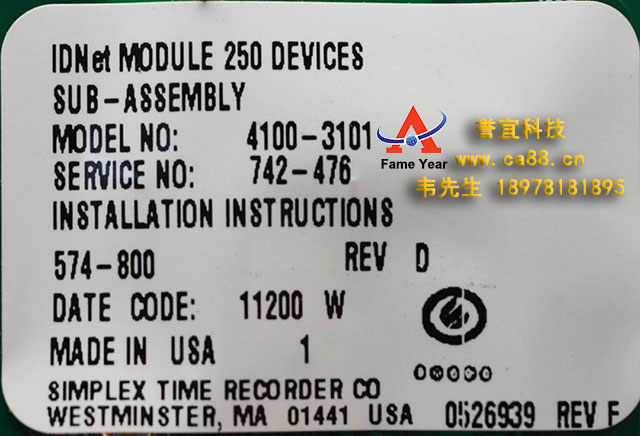 IDNet MODULE 250 DEVICES
SUB-ASSEMBLY
MODEL NO: 4100-3101
SERVICE NO: 742-476
Fame Year
誉宜科技
www.ca88.cn
韦先生 18978181895
INSTALLATION INSTRUCTIONS
574-800 REV D
DATE CODE: 11200 W
MADE IN USA 1
SIMPLEX TIME RECORDER CO
WESTMINSTER, MA 01441 USA 0526939 REV F